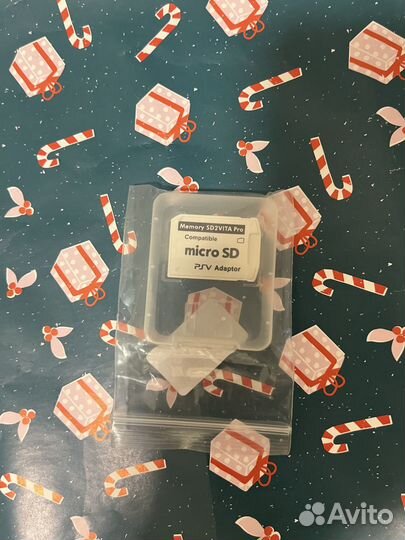 Memory SD2VITA Pro
Compatible
micro SD
PSV Adaptor
Avito